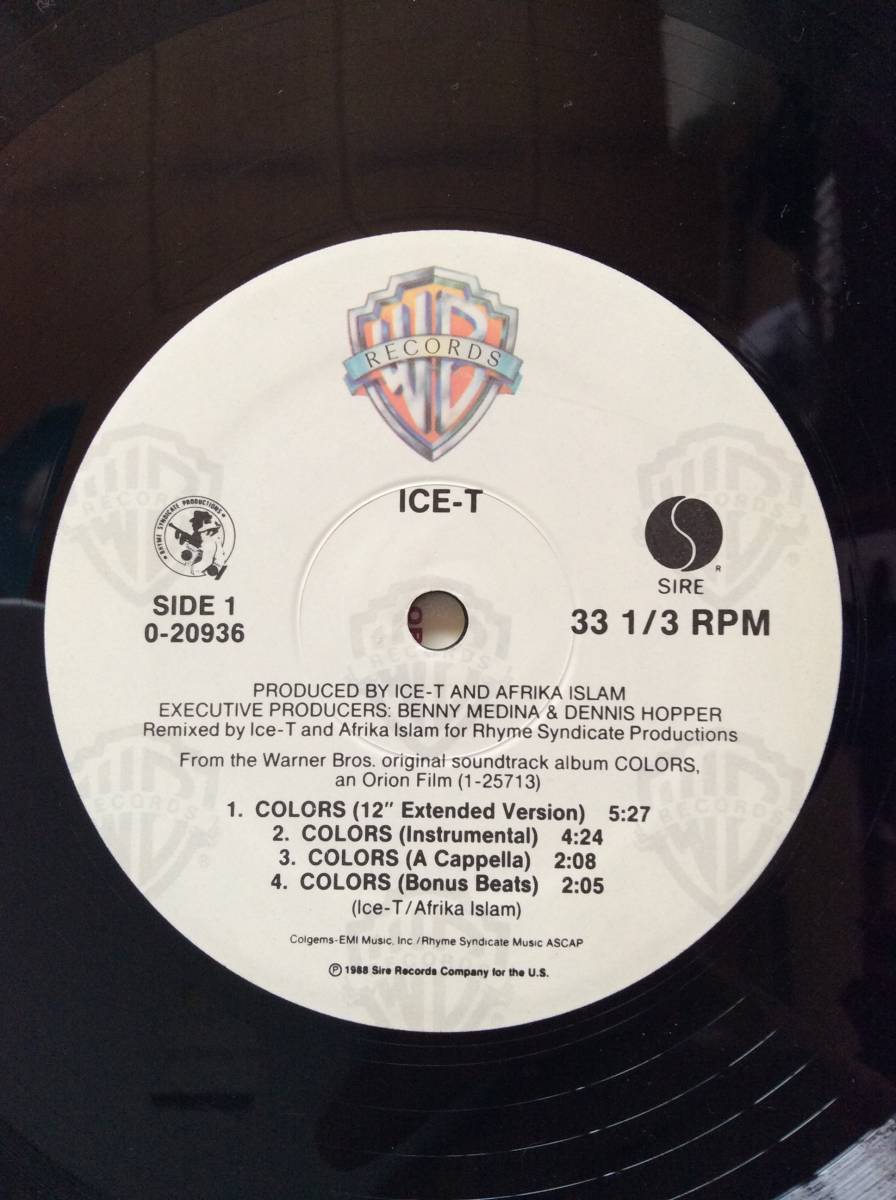 WB
RECORDS
ICE-T
RHYME SYNDICATE PRODUCTIONS
R
SIRE
SIDE 1
33 1/3 RPM
0-20936
PRODUCED BY ICE-T AND AFRIKA ISLAM
EXECUTIVE PRODUCERS: BENNY MEDINA & DENNIS HOPPER
Remixed by Ice-T and Afrika Islam for Rhyme Syndicate Productions
From the Warner Bros. original soundtrack album COLORS,
an Orion Film (1-25713)
1. COLORS (12" Extended Version) 5:27
2. COLORS (Instrumental) 4:24
3. COLORS (A Cappella) 2:08
4. COLORS (Bonus Beats) 2:05
(Ice-T/Afrika Islam)
Colgems-EMI Music, Inc./Rhyme Syndicate Music ASCAP
Ⓟ 1988 Sire Records Company for the U.S.